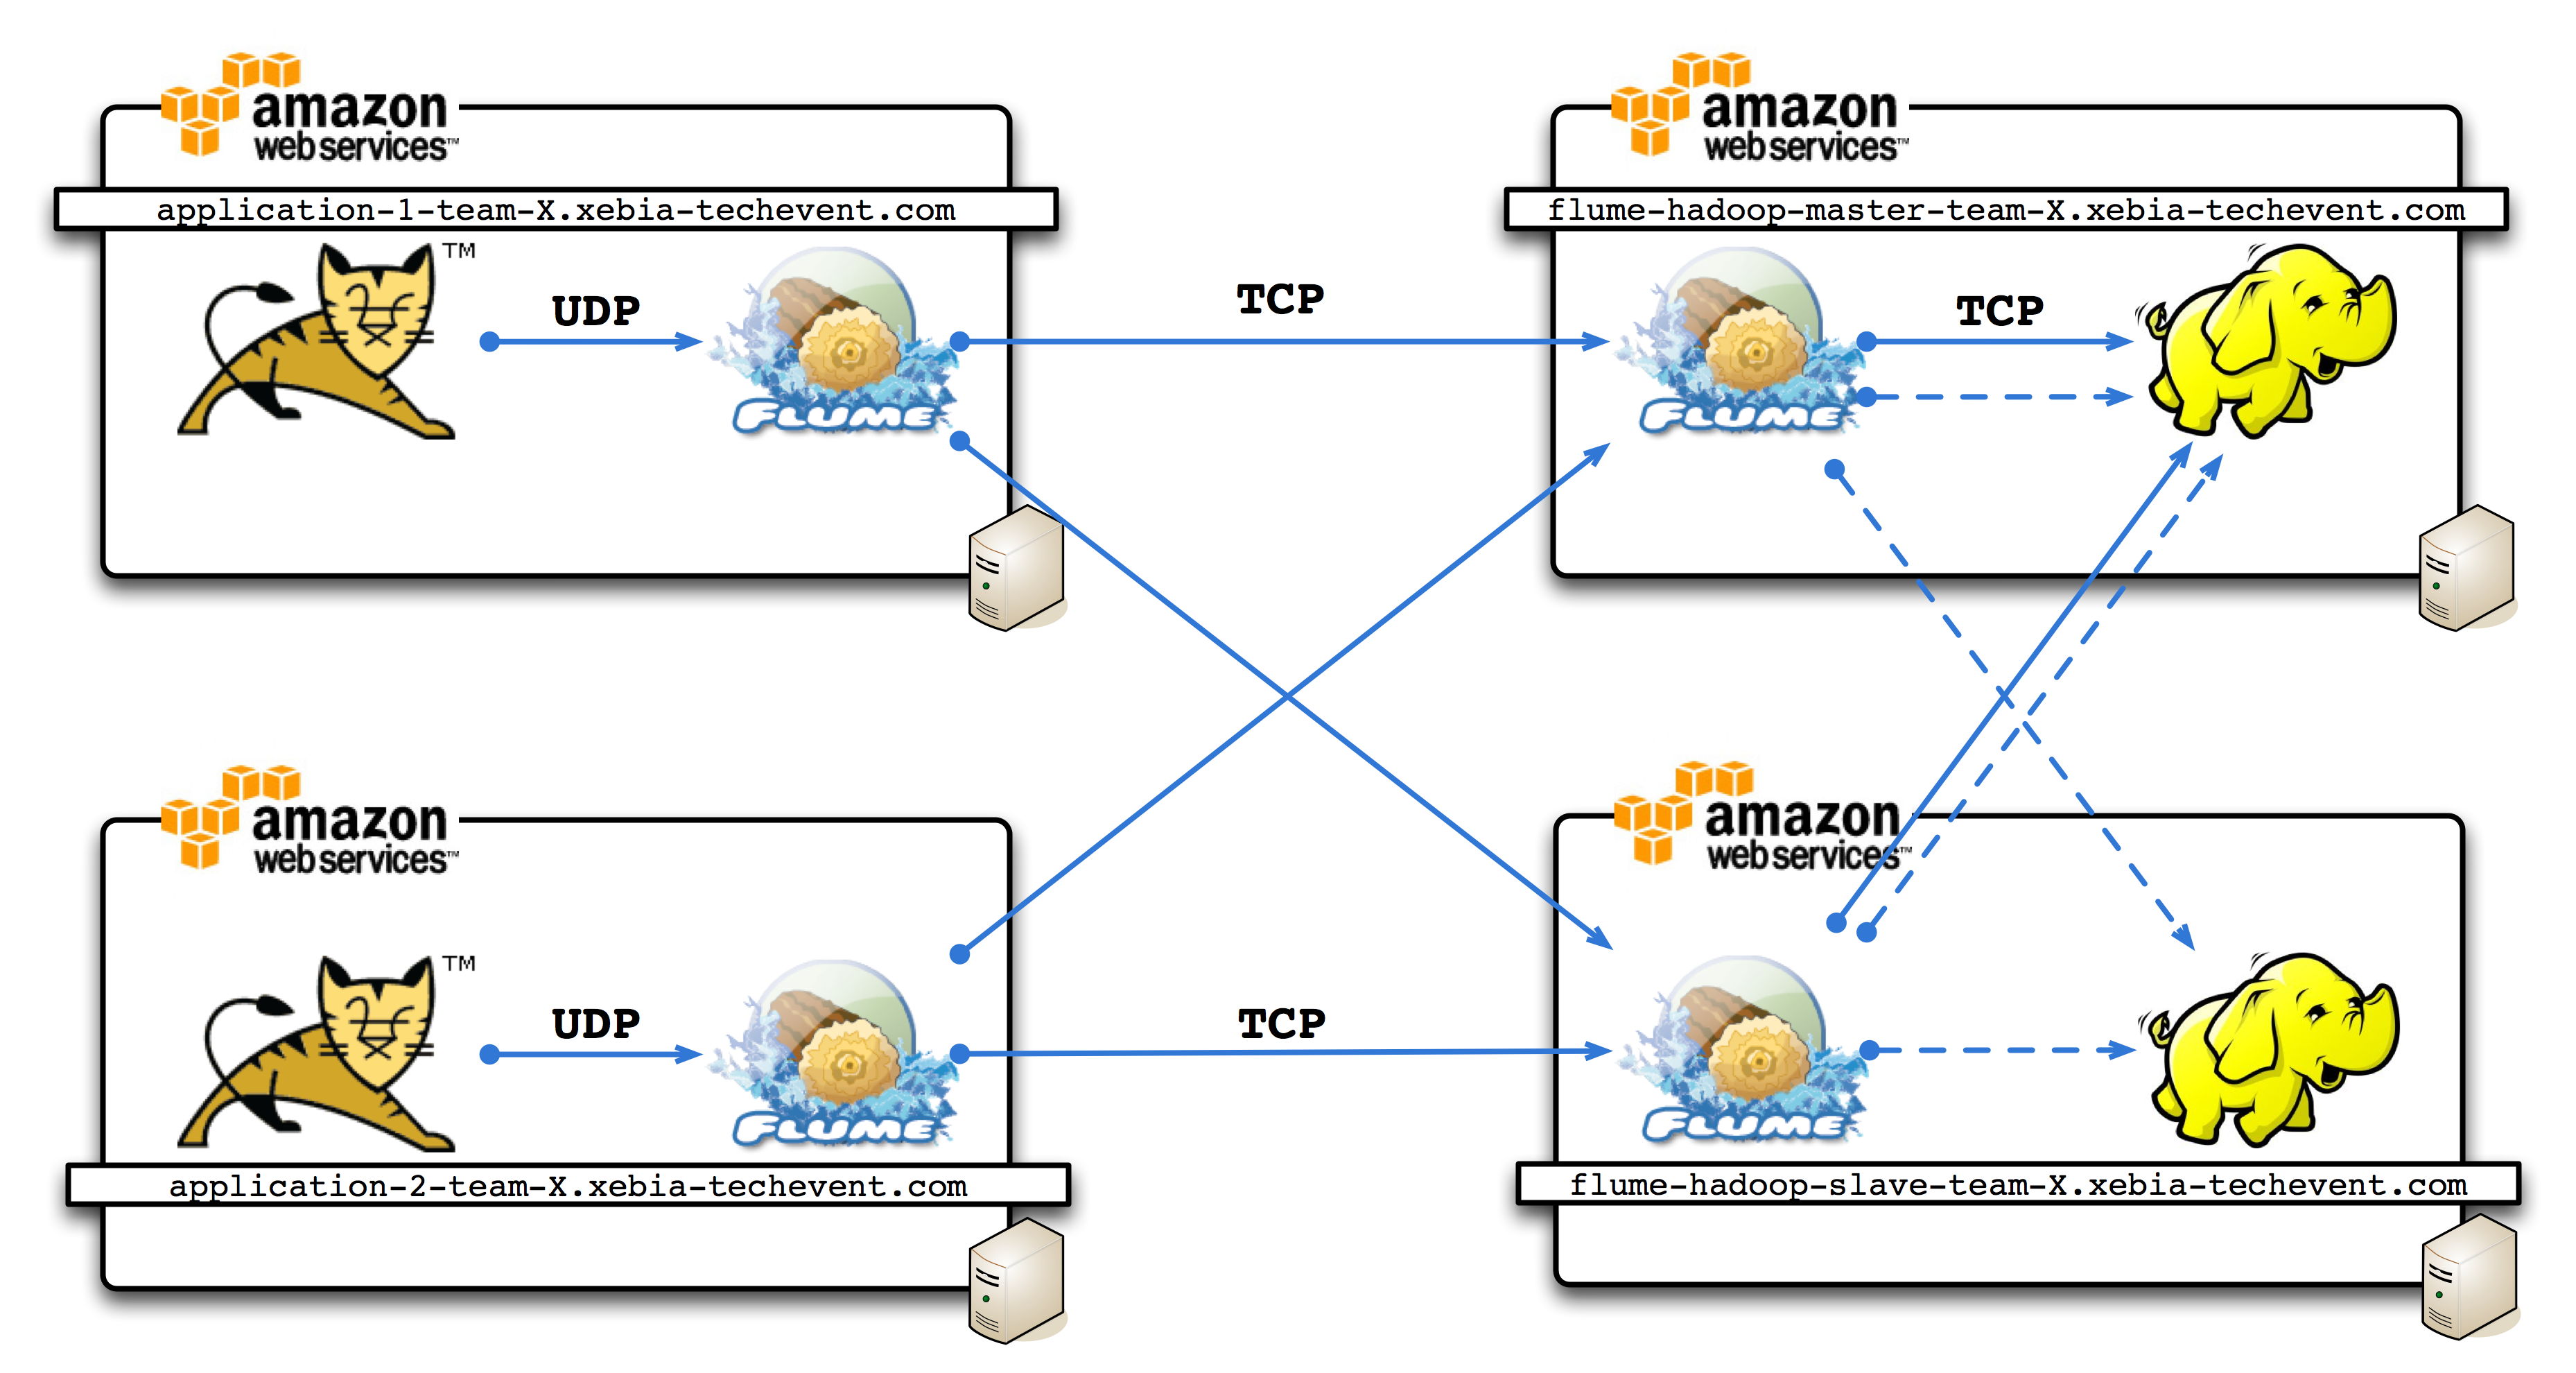 amazon
web services™
application-1-team-X.xebia-techevent.com
TM
UDP
FLUME
TCP
amazon
web services™
flume-hadoop-master-team-X.xebia-techevent.com
TCP
FLUME
amazon
web services™
TM
UDP
FLUME
application-2-team-X.xebia-techevent.com
TCP
amazon
web services™
FLUME
flume-hadoop-slave-team-X.xebia-techevent.com